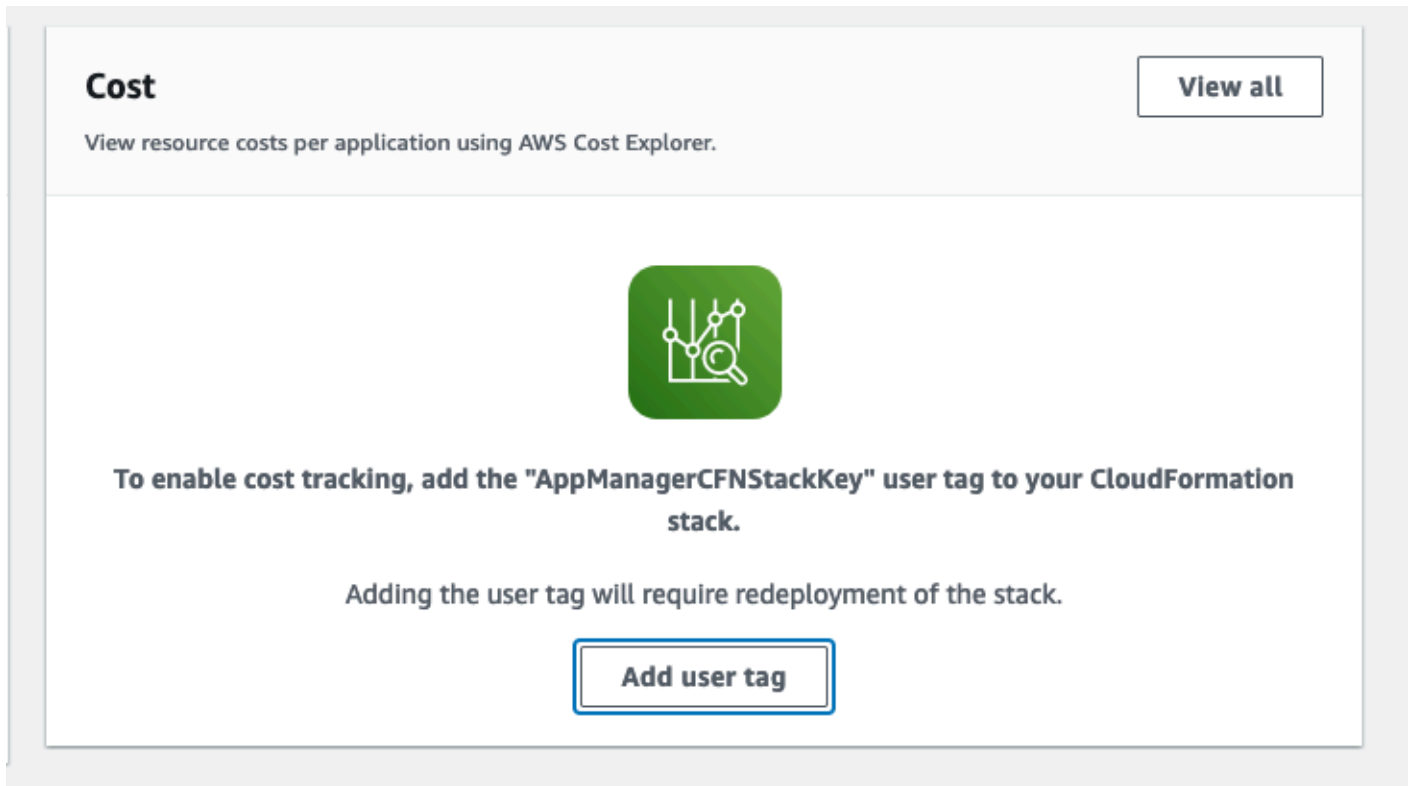 Cost
View all
View resource costs per application using AWS Cost Explorer.
To enable cost tracking, add the "AppManagerCFNStackKey" user tag to your CloudFormation
stack.
Adding the user tag will require redeployment of the stack.
Add user tag